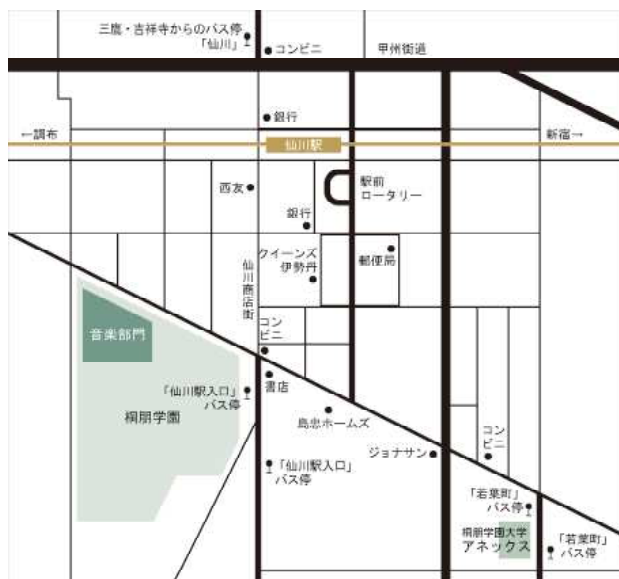 三鷹・吉祥寺からのバス停
「仙川」
コンビニ
甲州街道
銀行
←調布
仙川駅
新宿→
西友
駅前
ロータリー
銀行
クイーンズ
伊勢丹
郵便局
仙川商店街
コンビニ
音楽部門
書店
「仙川駅入口」
バス停
桐朋学園
島忠ホームズ
ジョナサン
コンビニ
「仙川駅入口」
バス停
「若葉町」
バス停
桐朋学園大学
アネックス
「若葉町」
バス停